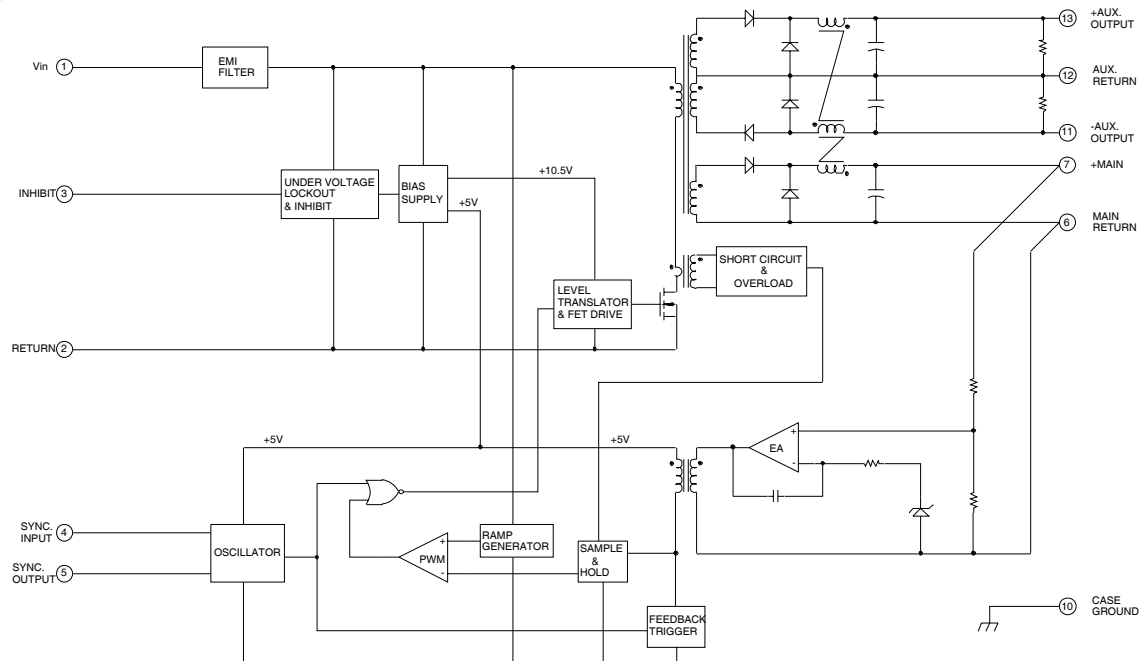 13
+AUX.
OUTPUT
Vin
1
EMI
FILTER
12
AUX.
RETURN
11
-AUX.
OUTPUT
INHIBIT
3
UNDER VOLTAGE
LOCKOUT
& INHIBIT
BIAS
SUPPLY
+10.5V
+5V
7
+MAIN
6
MAIN
RETURN
SHORT CIRCUIT
&
OVERLOAD
LEVEL
TRANSLATOR
& FET DRIVE
RETURN
2
+5V
+5V
+
EA
-
SYNC.
INPUT
4
SYNC.
OUTPUT
5
OSCILLATOR
+
PWM
-
RAMP
GENERATOR
SAMPLE
&
HOLD
FEEDBACK
TRIGGER
10
CASE
GROUND